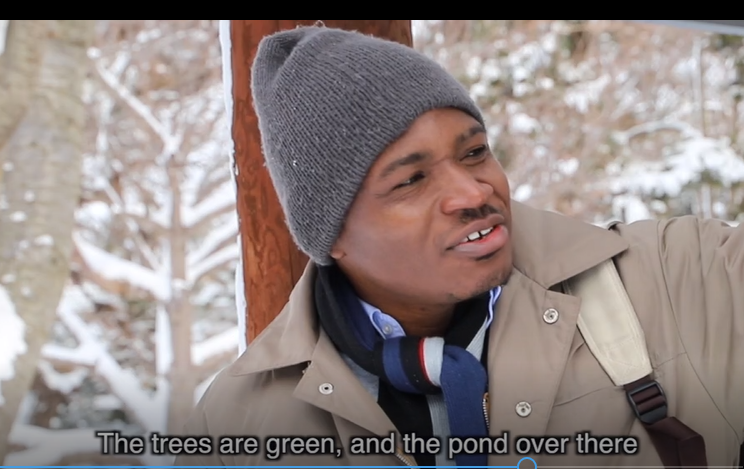 The trees are green, and the pond over there